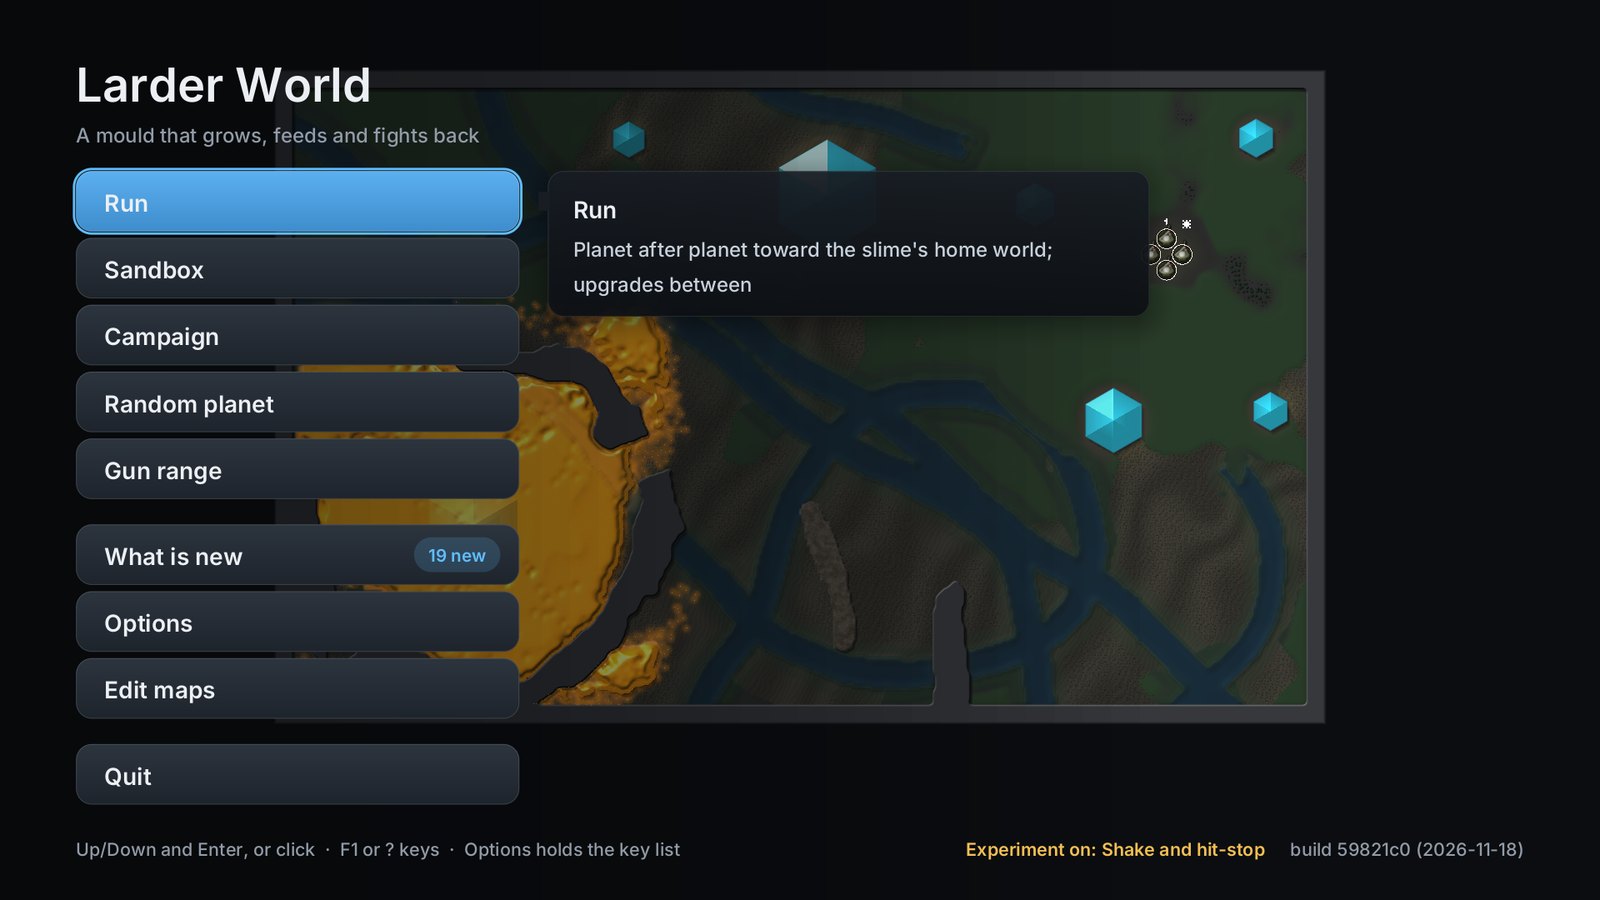 Larder World
A mould that grows, feeds and fights back
Run
Sandbox
Campaign
Random planet
Gun range
What is new
19 new
Options
Edit maps
Quit
Run
Planet after planet toward the slime's home world;
upgrades between
Up/Down and Enter, or click · F1 or ? keys · Options holds the key list
Experiment on: Shake and hit-stop
build 59821c0 (2026-11-18)